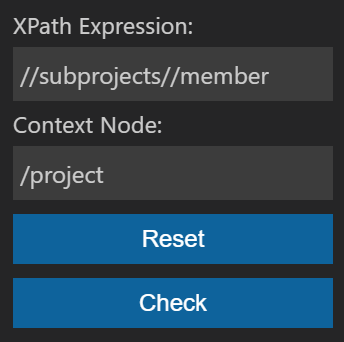 XPath Expression:
//subprojects//member
Context Node:
/project
Reset
Check